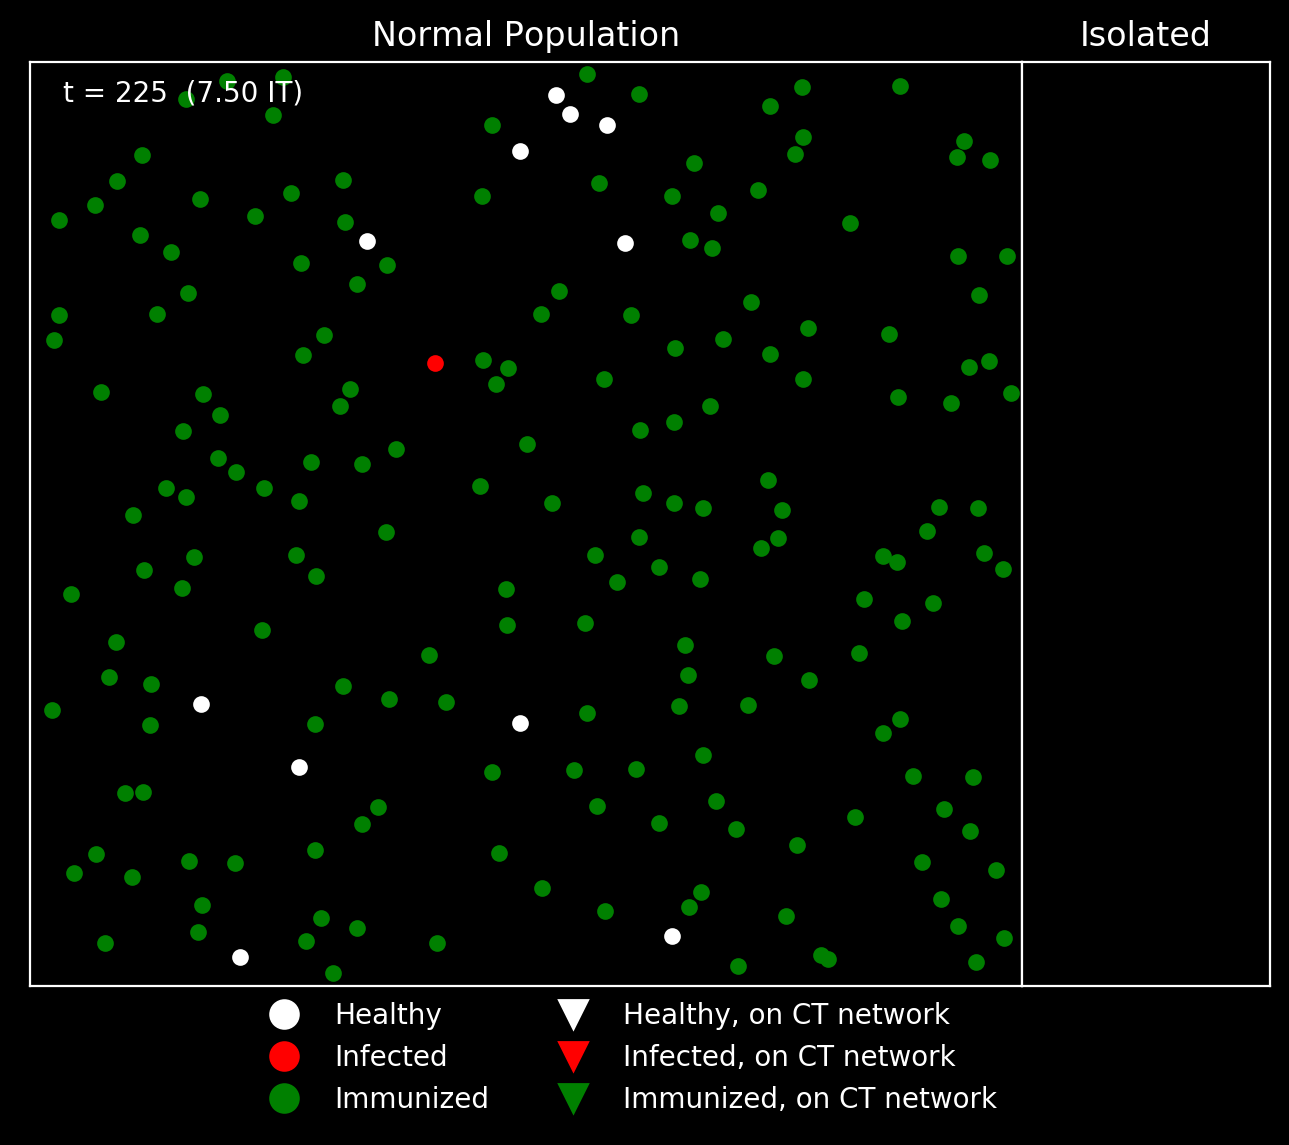 Normal Population
Isolated
t = 225  (7.50 IT)
Healthy
Infected
Immunized
Healthy, on CT network
Infected, on CT network
Immunized, on CT network